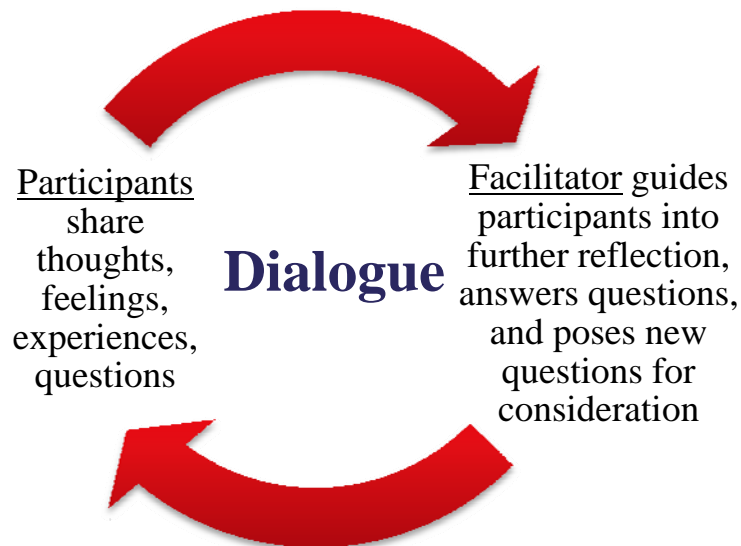 Participants
share
thoughts,
feelings,
experiences,
questions
Dialogue
Facilitator guides
participants into
further reflection,
answers questions,
and poses new
questions for
consideration